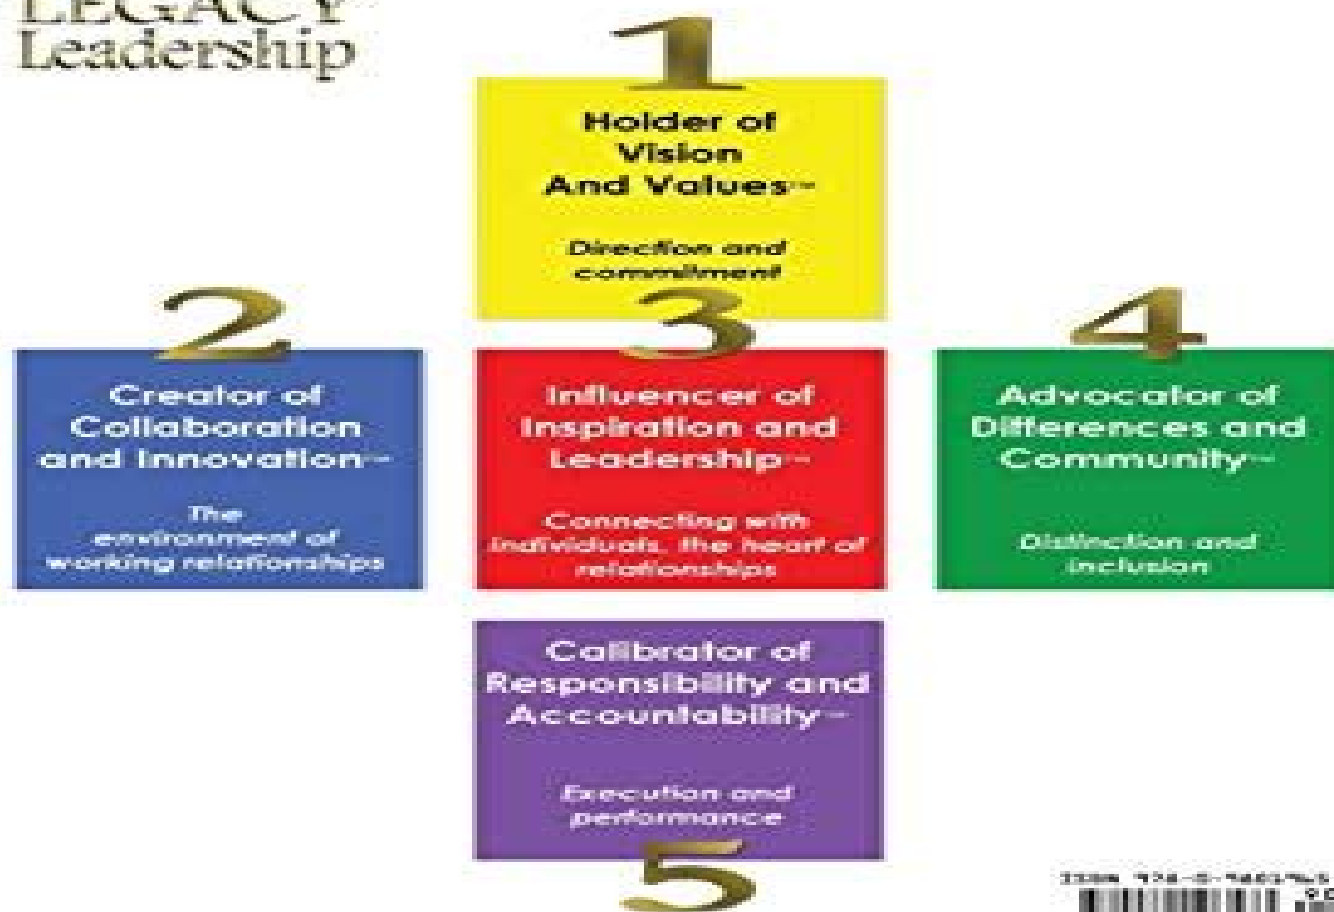 LEGACY
Leadership
1
Holder of
Vision
And Values™
Direction and
commitment
2
Creator of
Collaboration
and Innovation™
The
environment of
working relationships
3
Influencer of
Inspiration and
Leadership™
Connecting with
individuals, the heart of
relationships
4
Advocator of
Differences and
Community™
Distinction and
inclusion
Calibrator of
Responsibility and
Accountability™
Execution and
performance
5
ISBN